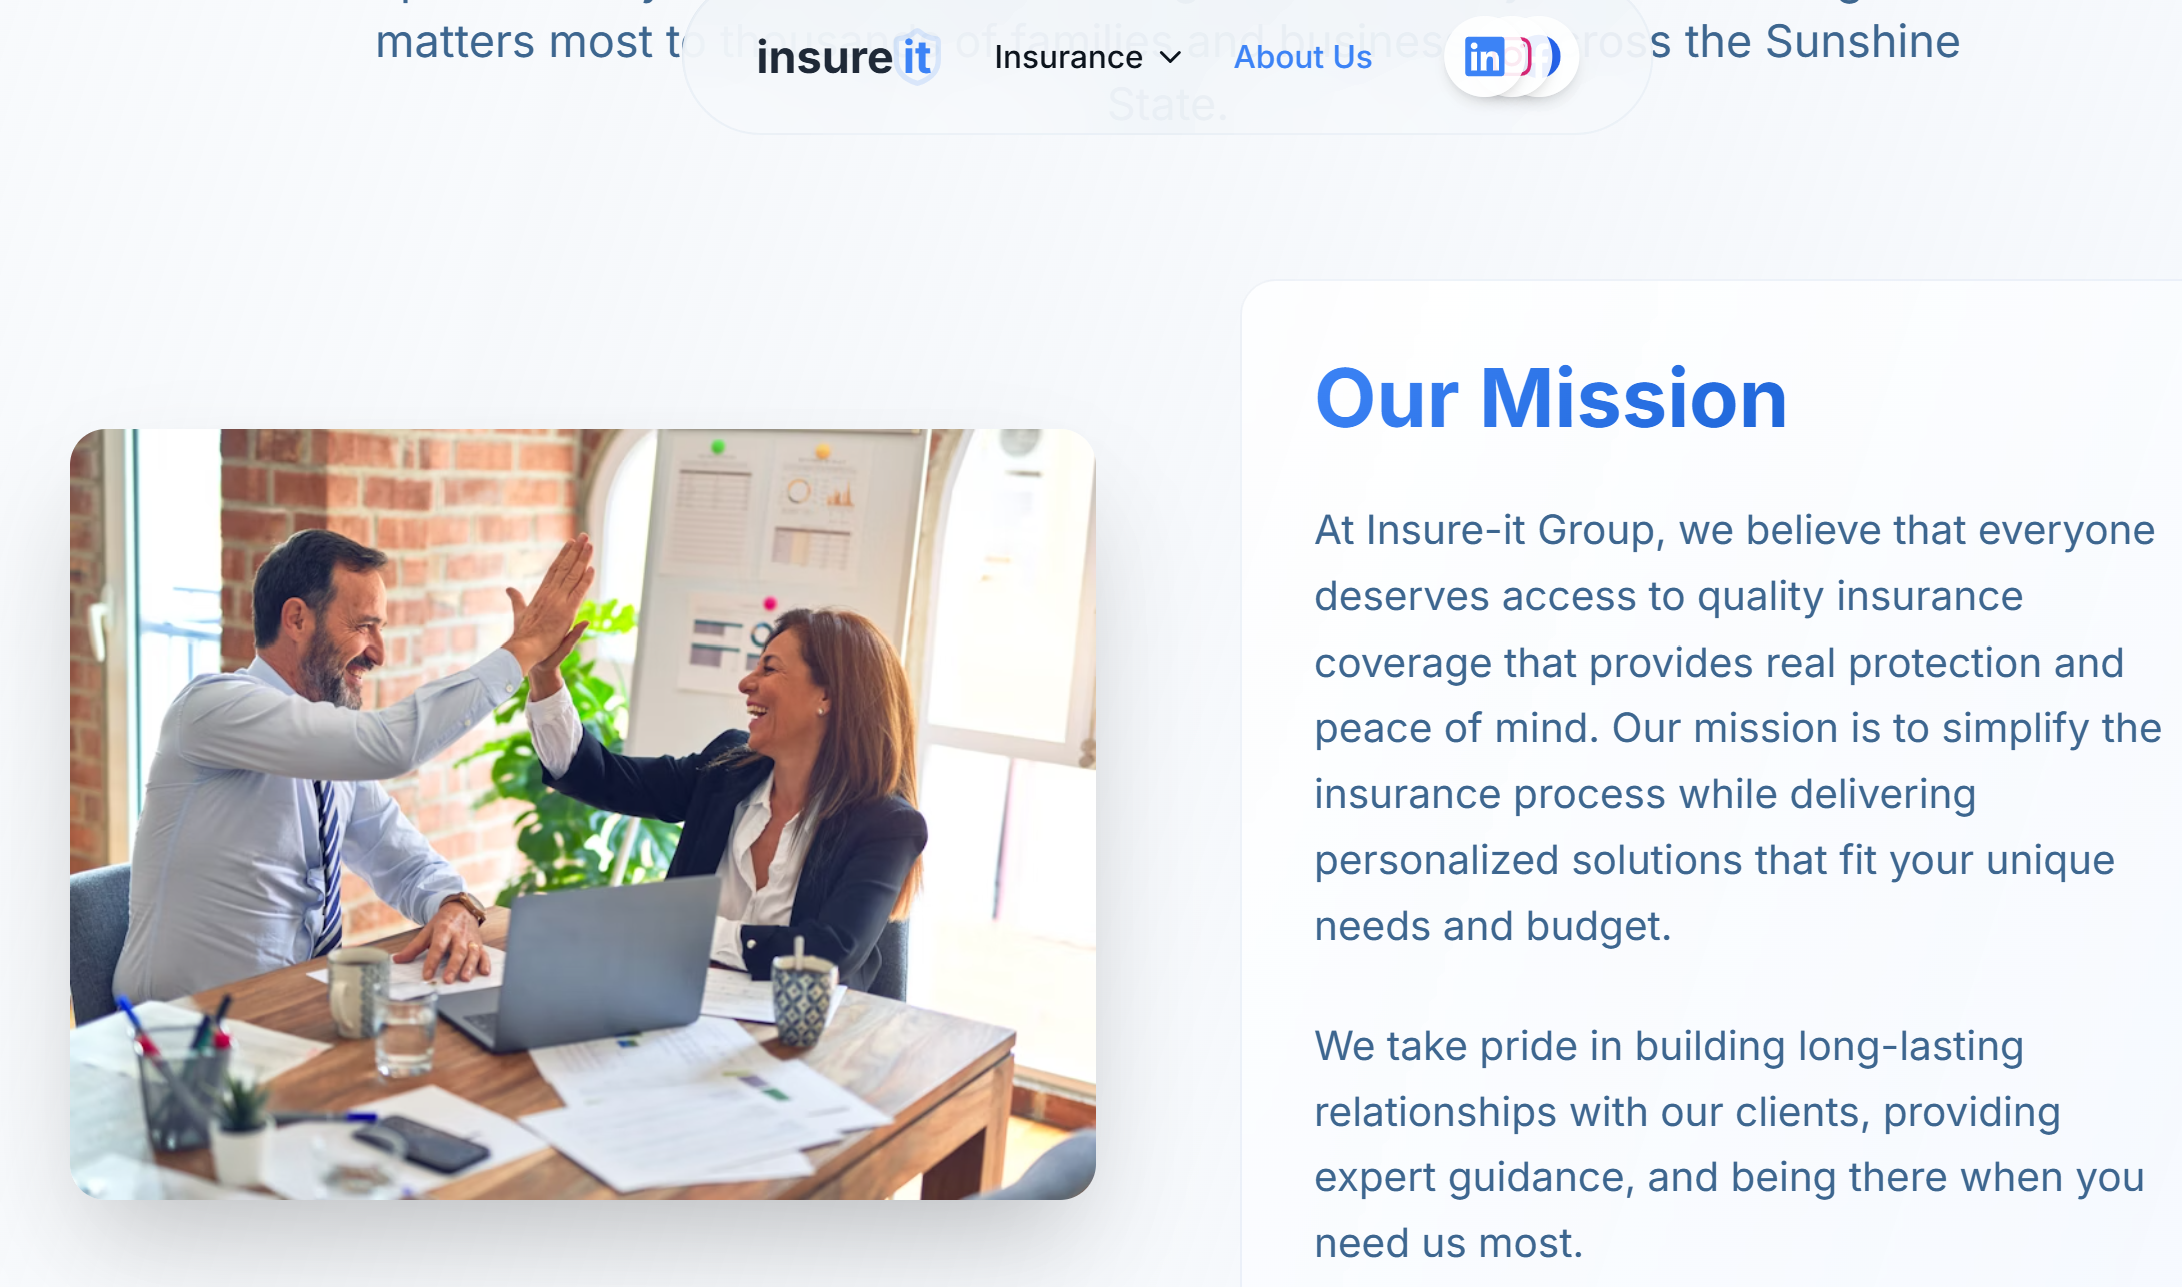 matters most to thousands of families and businesses across the Sunshine
State.
insure it
Insurance
About Us
in
Our Mission
At Insure-it Group, we believe that everyone
deserves access to quality insurance
coverage that provides real protection and
peace of mind. Our mission is to simplify the
insurance process while delivering
personalized solutions that fit your unique
needs and budget.
We take pride in building long-lasting
relationships with our clients, providing
expert guidance, and being there when you
need us most.